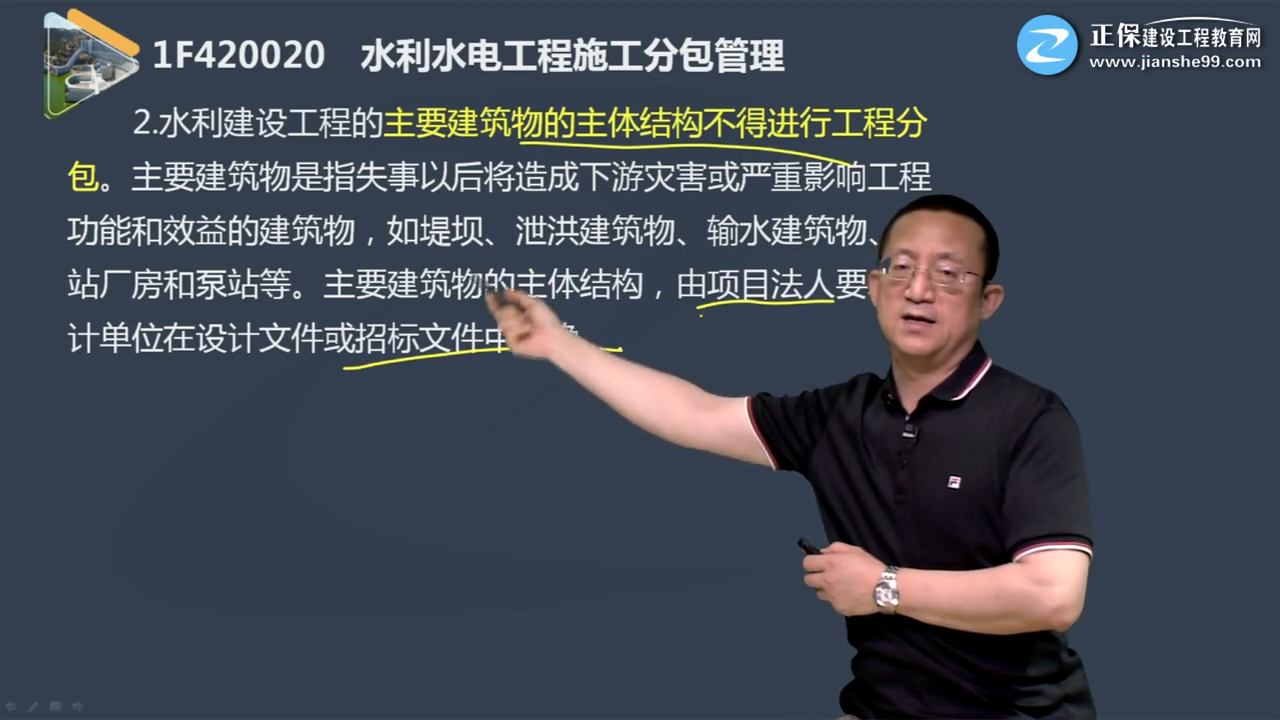 1F420020 水利水电工程施工分包管理
正保建设工程教育网
www.jianshe99.com
2.水利建设工程的主要建筑物的主体结构不得进行工程分
包。主要建筑物是指失事以后将造成下游灾害或严重影响工程
功能和效益的建筑物，如堤坝、泄洪建筑物、输水建筑物、
站厂房和泵站等。主要建筑物的主体结构，由项目法人要
计单位在设计文件或招标文件中